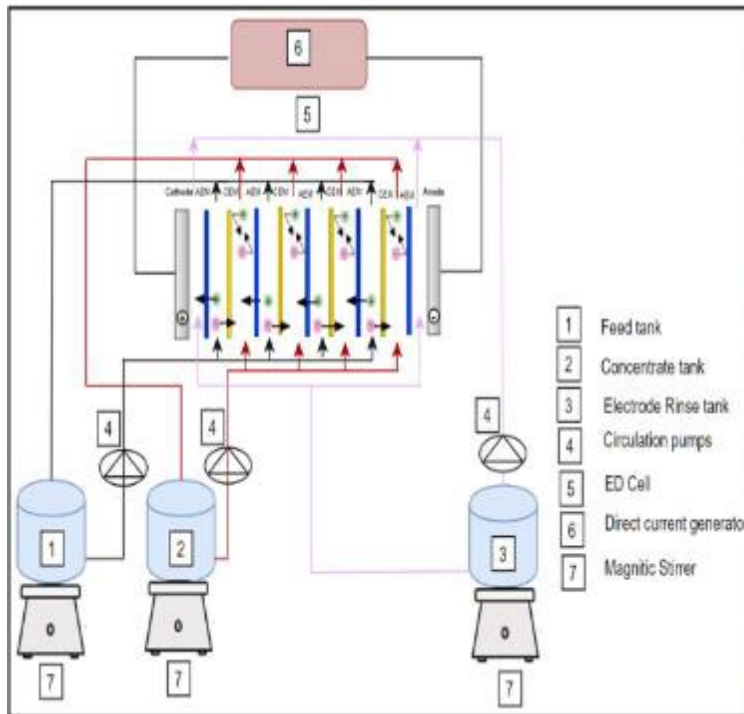 6
5
Cathode AEM CEM AEM CEM AEM CEM AEM CEM AEM Anode
4
4
4
1
2
3
7
7
7
1 Feed tank
2 Concentrate tank
3 Electrode Rinse tank
4 Circulation pumps
5 ED Cell
6 Direct current generator
7 Magnitic Stirrer